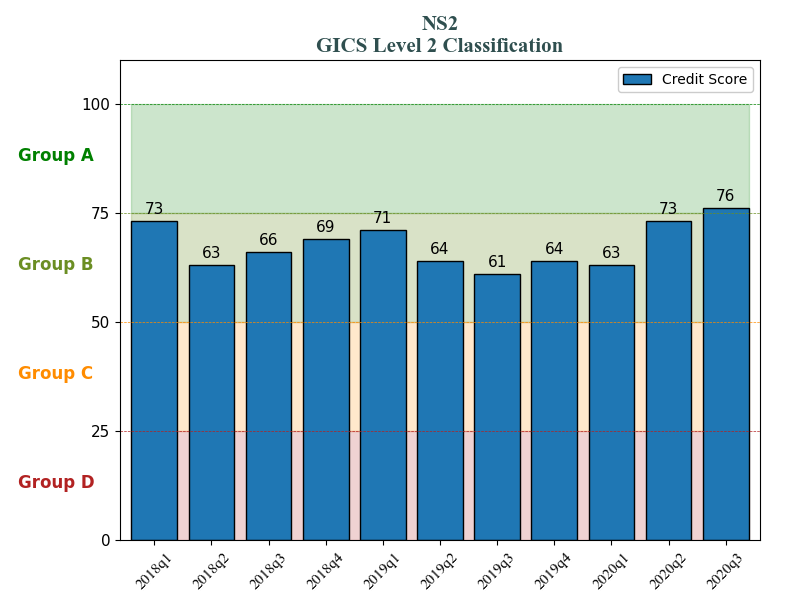 NS2
GICS Level 2 Classification
Credit Score
100
Group A
75
Group B
50
Group C
25
Group D
0
73
63
66
69
71
64
61
64
63
73
76
2018q1
2018q2
2018q3
2018q4
2019q1
2019q2
2019q3
2019q4
2020q1
2020q2
2020q3